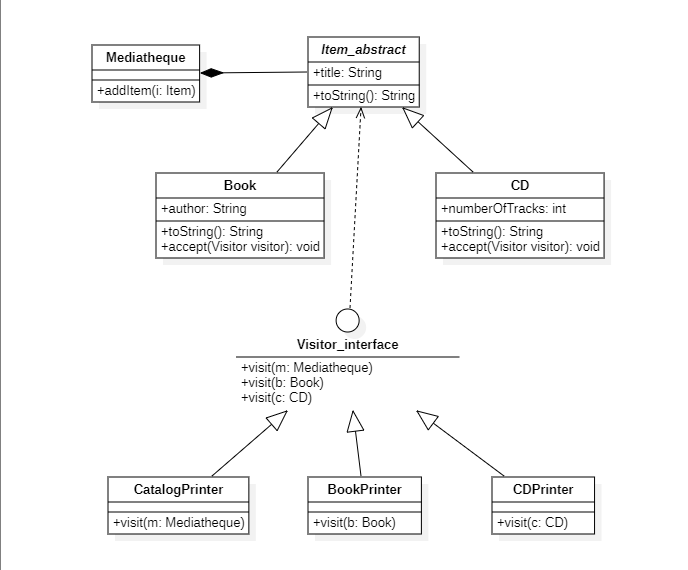 Mediatheque
+addItem(i: Item)
Item_abstract
+title: String
+toString(): String
Book
+author: String
+toString(): String
+accept(Visitor visitor): void
CD
+numberOfTracks: int
+toString(): String
+accept(Visitor visitor): void
Visitor_interface
+visit(m: Mediatheque)
+visit(b: Book)
+visit(c: CD)
CatalogPrinter
+visit(m: Mediatheque)
BookPrinter
+visit(b: Book)
CDPrinter
+visit(c: CD)